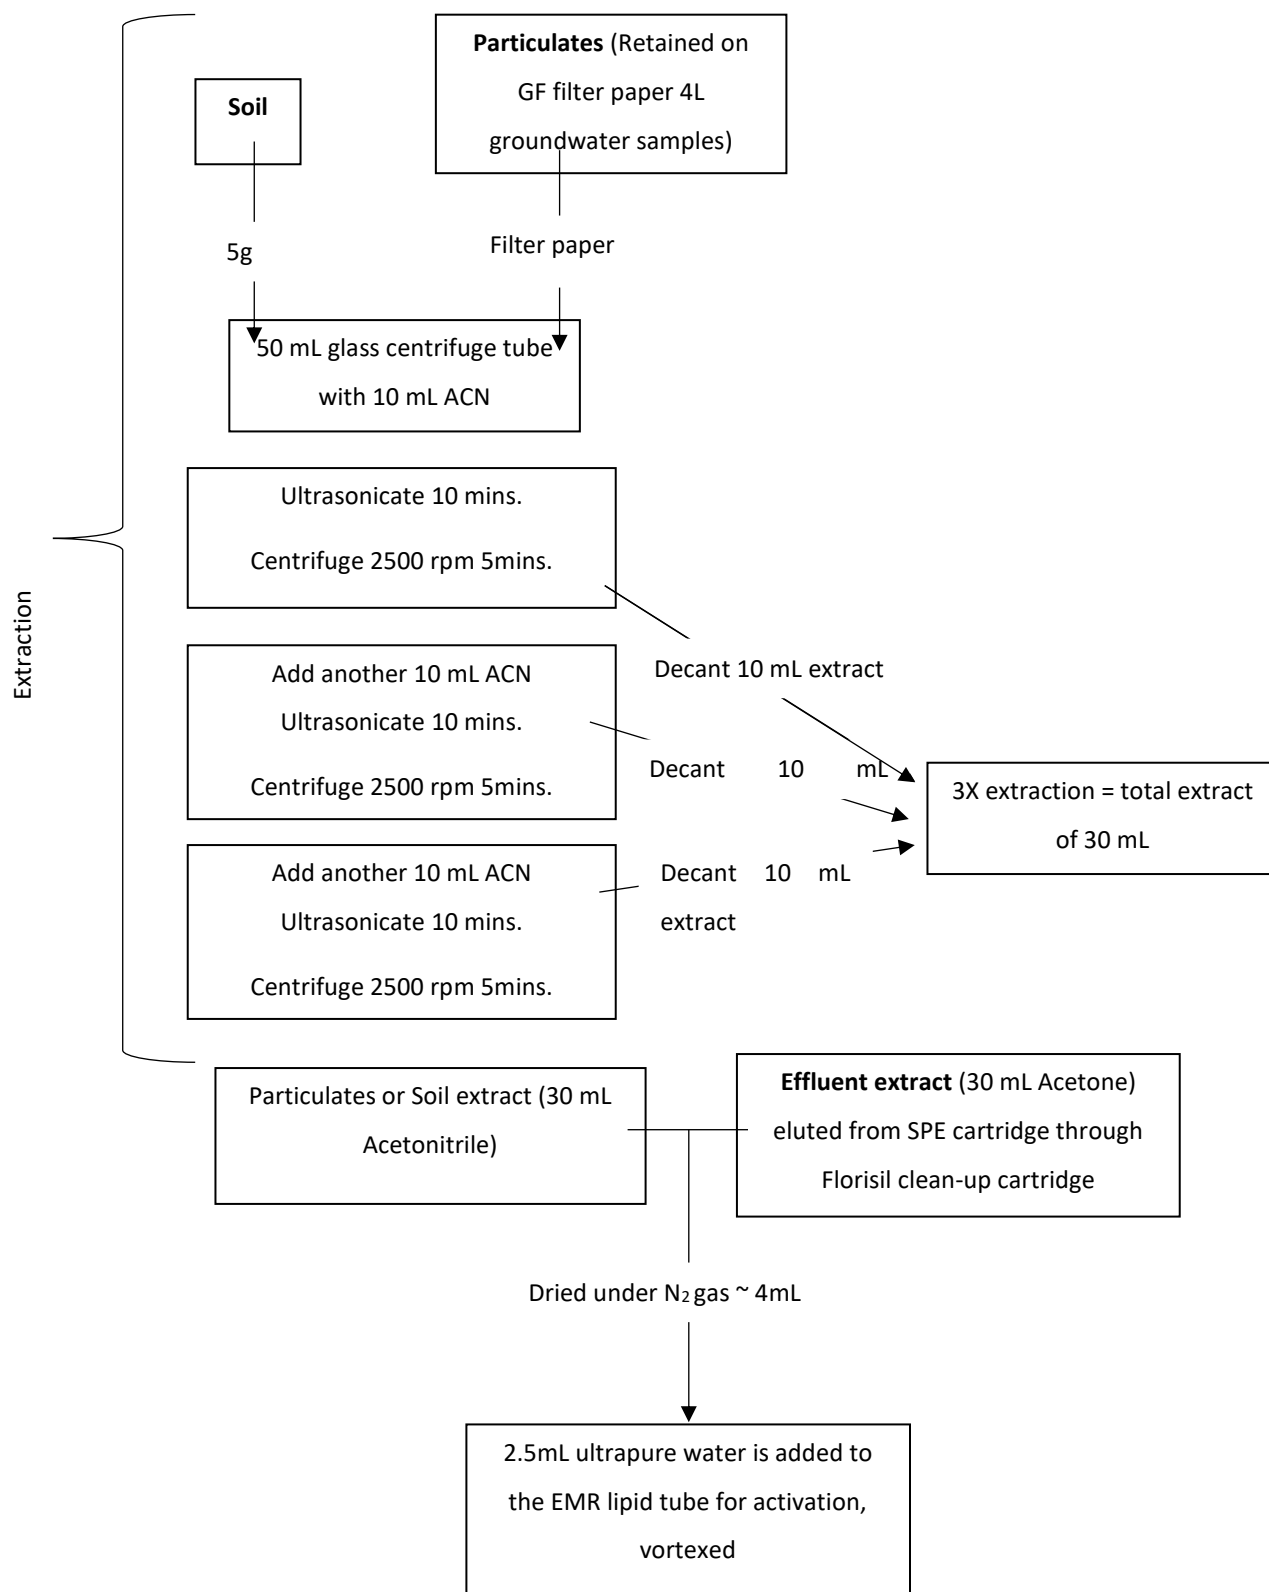 Particulates (Retained on
GF filter paper 4L
groundwater samples)
Soil
5g
Filter paper
50 mL glass centrifuge tube
with 10 mL ACN
Extraction
Ultrasonicate 10 mins.
Centrifuge 2500 rpm 5mins.
Decant 10 mL extract
Add another 10 mL ACN
Ultrasonicate 10 mins.
Centrifuge 2500 rpm 5mins.
Decant 10 mL
3X extraction = total extract
of 30 mL
Add another 10 mL ACN
Ultrasonicate 10 mins.
Centrifuge 2500 rpm 5mins.
Decant 10 mL
extract
Particulates or Soil extract (30 mL
Acetonitrile)
Effluent extract (30 mL Acetone)
eluted from SPE cartridge through
Florisil clean-up cartridge
Dried under N₂ gas ~ 4mL
2.5mL ultrapure water is added to
the EMR lipid tube for activation,
vortexed